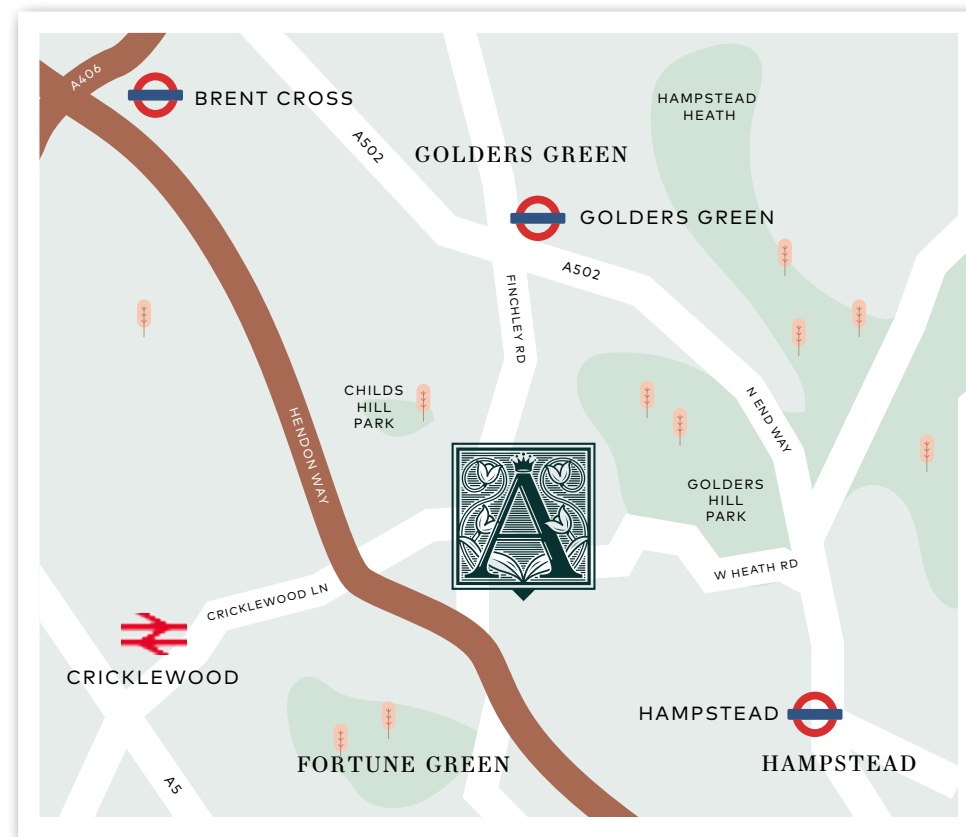 A406
BRENT CROSS
HAMPSTEAD
HEATH
A502
GOLDERS GREEN
GOLDERS GREEN
A502
FINCHLEY RD
CHILDS
HILL
PARK
N END WAY
HENDON WAY
A
GOLDERS
HILL
PARK
W HEATH RD
CRICKLEWOOD LN
CRICKLEWOOD
HAMPSTEAD
FORTUNE GREEN
HAMPSTEAD
A5